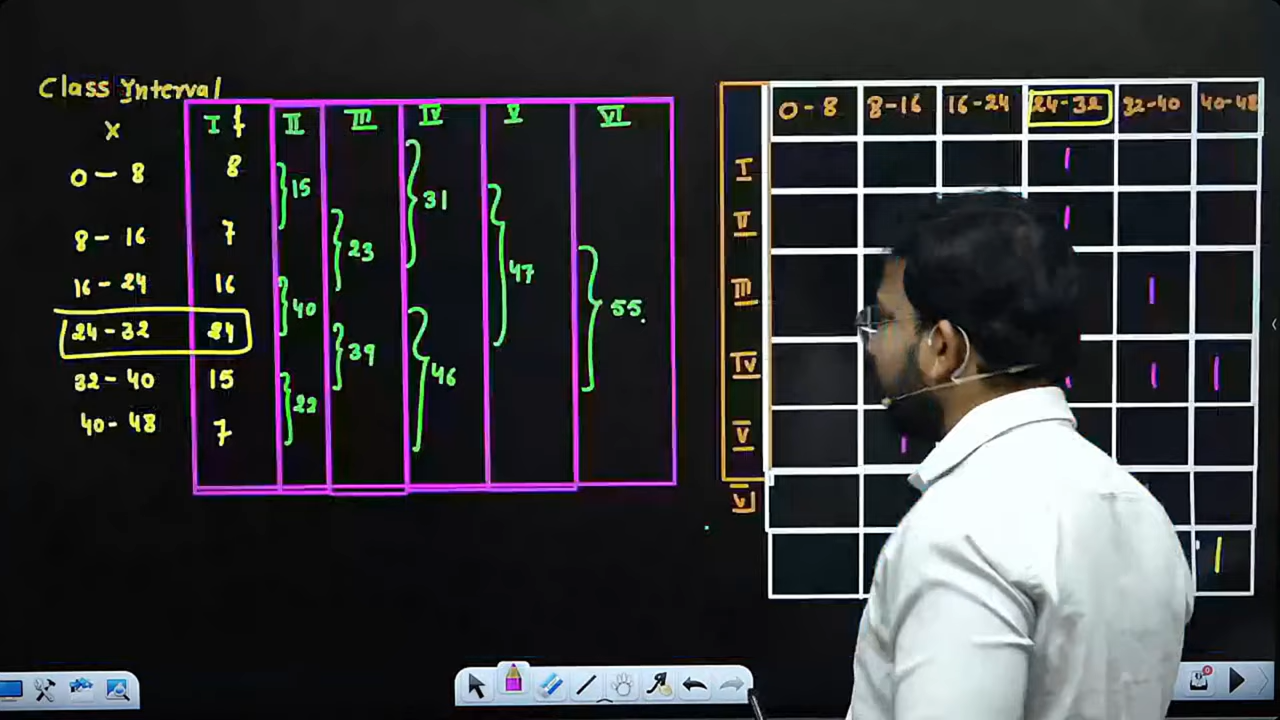 Class Interval
X
I f II III IV V VI
0 - 8 8
8 - 16 7
16 - 24 16
24 - 32 24
32 - 40 15
40 - 48 7
15
40
22
23
39
31
46
47
55.
0 - 8 8 - 16 16 - 24 24 - 32 32 - 40 40 - 48
I |
II |
III |
IV | | |
V |
VI
|